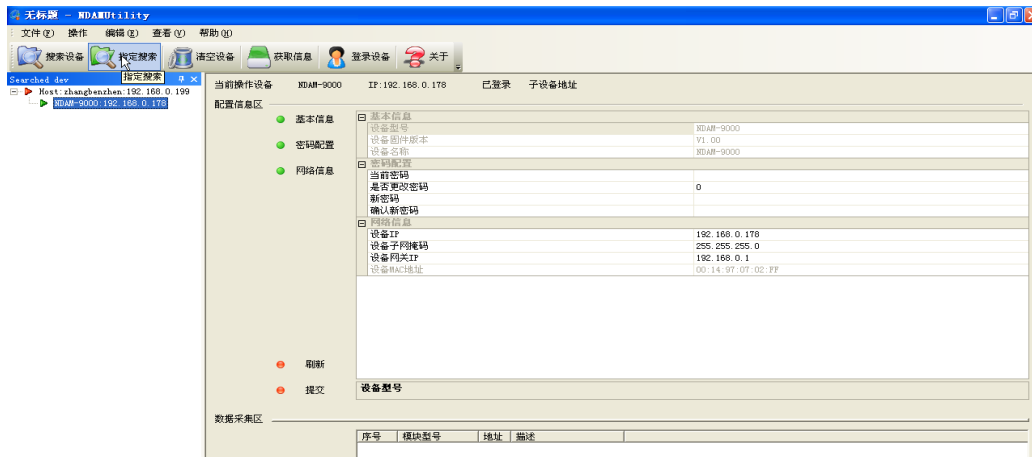 无标题 - NDAMUtility
文件(F) 操作 编辑(E) 查看(V) 帮助(H)
搜索设备 指定搜索 清空设备 获取信息 登录设备 关于
指定搜索
Searched dev
Host:zhangbenzhen:192.168.0.199
NDAM-9000:192.168.0.178
当前操作设备 NDAM-9000 IP:192.168.0.178 已登录 子设备地址
配置信息区
基本信息
密码配置
网络信息
刷新
提交
基本信息
设备型号 NDAM-9000
设备固件版本 V1.00
设备名称 NDAM-9000
密码配置
当前密码
是否更改密码 0
新密码
确认新密码
网络信息
设备IP 192.168.0.178
设备子网掩码 255.255.255.0
设备网关IP 192.168.0.1
设备MAC地址 00:14:97:07:02:FF
设备型号
数据采集区
序号 模块型号 地址 描述